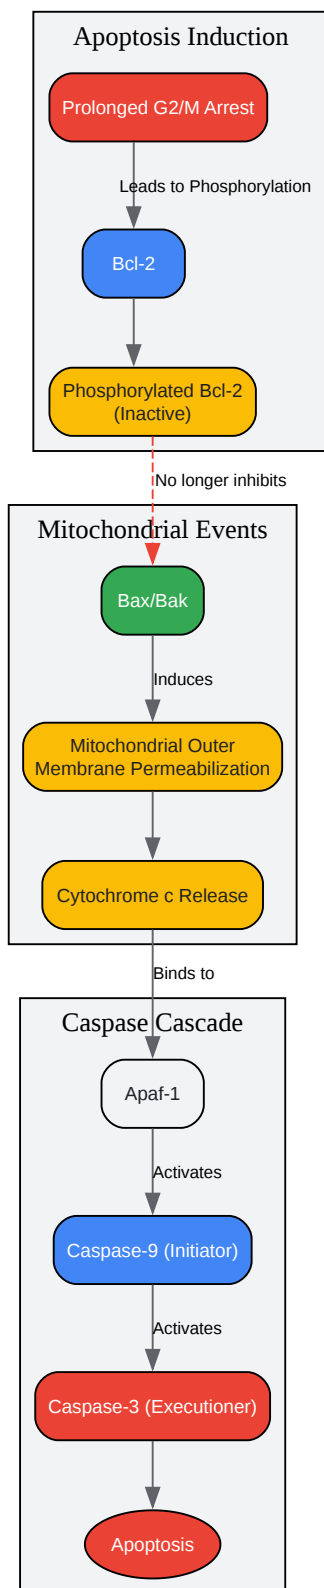 Apoptosis Induction
Prolonged G2/M Arrest
Leads to Phosphorylation
Bcl-2
Phosphorylated Bcl-2
(Inactive)
No longer inhibits
Mitochondrial Events
Bax/Bak
Induces
Mitochondrial Outer
Membrane Permeabilization
Cytochrome c Release
Binds to
Caspase Cascade
Apaf-1
Activates
Caspase-9 (Initiator)
Activates
Caspase-3 (Executioner)
Apoptosis